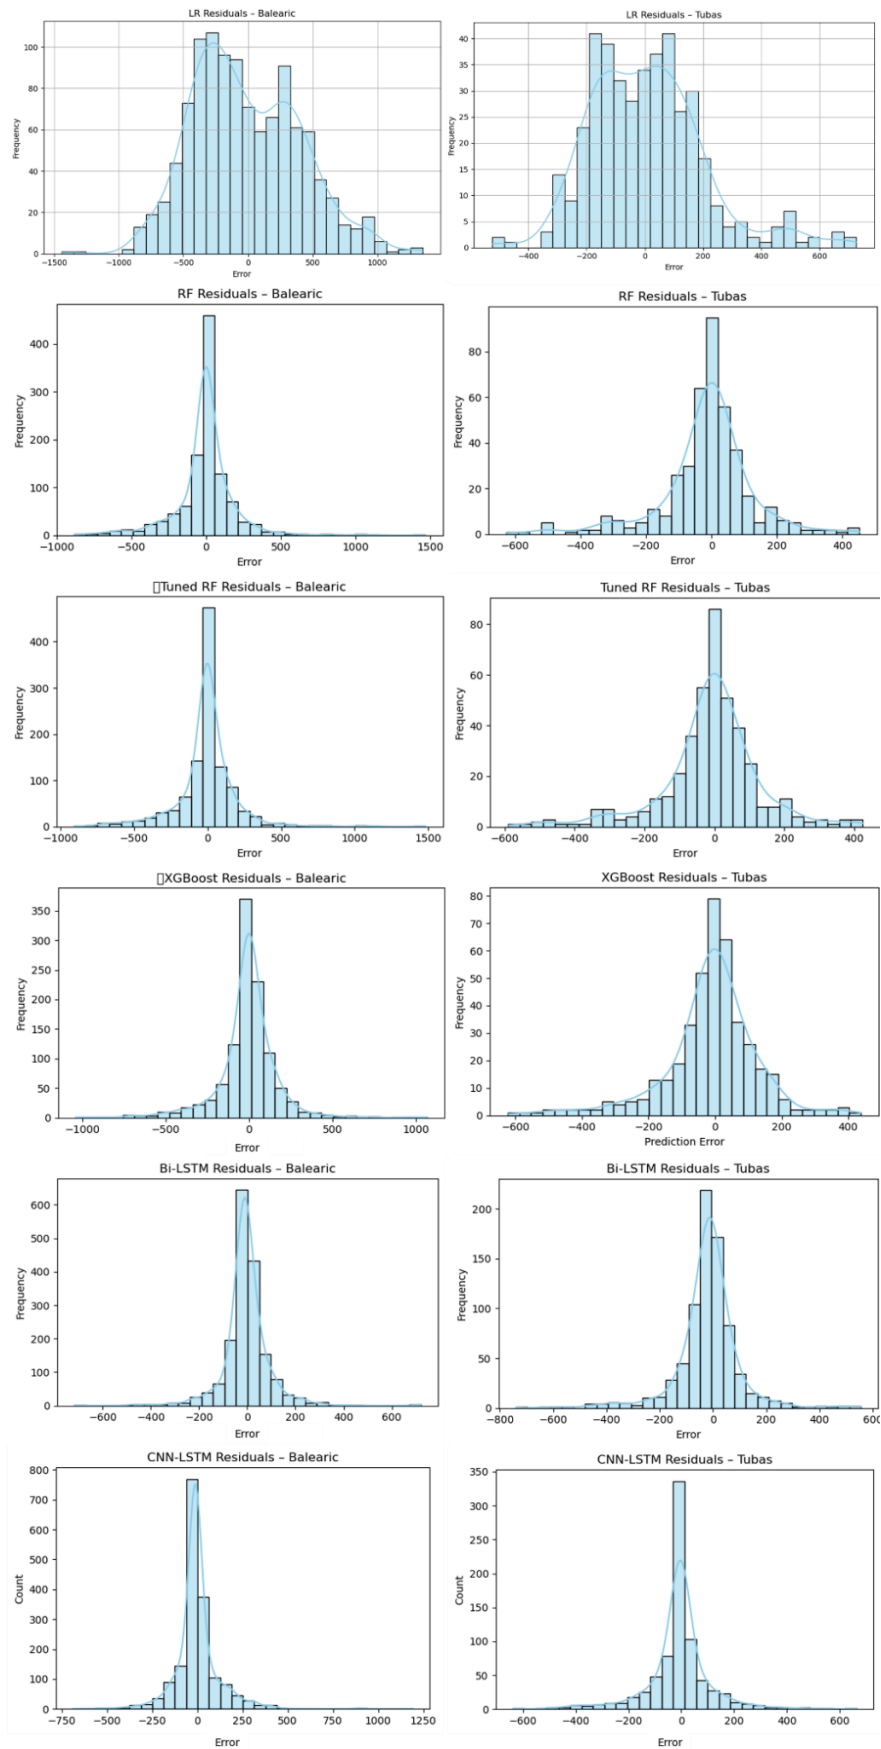 LR Residuals – Balearic
Frequency
100
80
60
40
20
0
−1500 −1000 −500 0 500 1000
Error
LR Residuals – Tubas
Frequency
40
35
30
25
20
15
10
5
0
−400 −200 0 200 400 600
Error
RF Residuals – Balearic
Frequency
400
300
200
100
0
−1000 −500 0 500 1000 1500
Error
RF Residuals – Tubas
Frequency
80
60
40
20
0
−600 −400 −200 0 200 400
Error
▯Tuned RF Residuals – Balearic
Frequency
400
300
200
100
0
−1000 −500 0 500 1000 1500
Error
Tuned RF Residuals – Tubas
Frequency
80
60
40
20
0
−600 −400 −200 0 200 400
Error
▯XGBoost Residuals – Balearic
Frequency
350
300
250
200
150
100
50
0
−1000 −500 0 500 1000
Error
XGBoost Residuals – Tubas
Frequency
80
70
60
50
40
30
20
10
0
−600 −400 −200 0 200 400
Prediction Error
Bi-LSTM Residuals – Balearic
Frequency
600
500
400
300
200
100
0
−600 −400 −200 0 200 400 600
Error
Bi-LSTM Residuals – Tubas
Frequency
200
150
100
50
0
−800 −600 −400 −200 0 200 400 600
Error
CNN-LSTM Residuals – Balearic
Count
800
700
600
500
400
300
200
100
0
−750 −500 −250 0 250 500 750 1000 1250
Error
CNN-LSTM Residuals – Tubas
Count
350
300
250
200
150
100
50
0
−600 −400 −200 0 200 400 600
Error